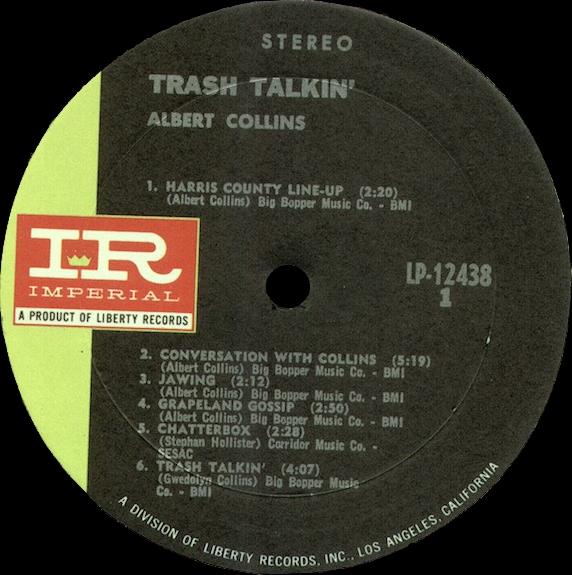 STEREO
TRASH TALKIN'
ALBERT COLLINS
1. HARRIS COUNTY LINE-UP (2:20)
(Albert Collins) Big Bopper Music Co. - BMI
IR
IMPERIAL
A PRODUCT OF LIBERTY RECORDS
LP-12438
1
2. CONVERSATION WITH COLLINS (5:19)
(Albert Collins) Big Bopper Music Co. - BMI
3. JAWING (2:12)
(Albert Collins) Big Bopper Music Co. - BMI
4. GRAPELAND GOSSIP (2:50)
(Albert Collins) Big Bopper Music Co. - BMI
5. CHATTERBOX (2:28)
(Stephan Hollister) Corridor Music Co. -
SESAC
6. TRASH TALKIN' (4:07)
(Gwedolyn Collins) Big Bopper Music
Co. - BMI
A DIVISION OF LIBERTY RECORDS, INC., LOS ANGELES, CALIFORNIA